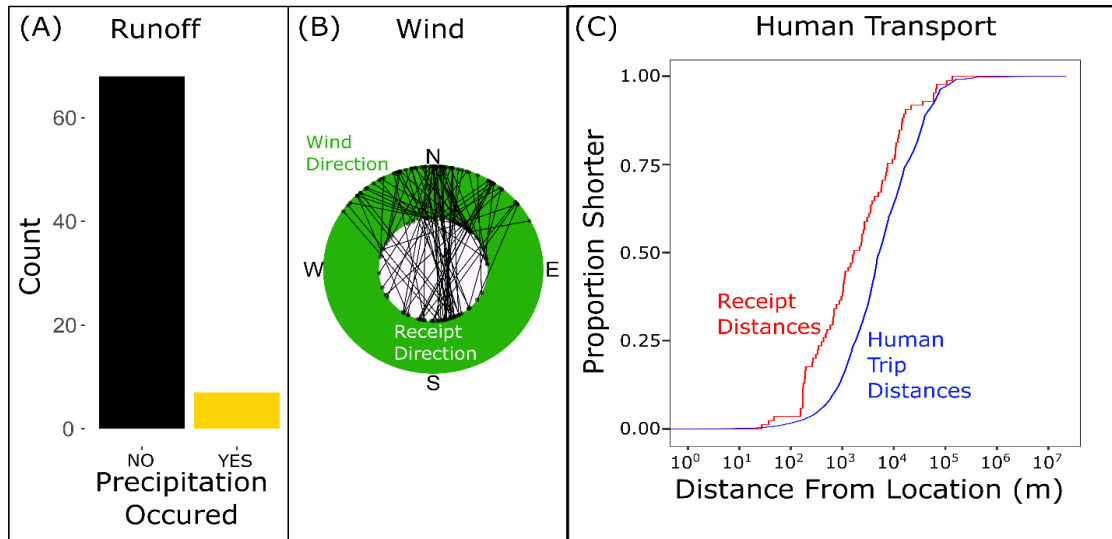 (A) Runoff
60
40
20
0
Count
NO YES
Precipitation
Occured
(B) Wind
Wind
Direction
N
W
E
S
Receipt
Direction
(C) Human Transport
1.00
0.75
0.50
0.25
0.00
Proportion Shorter
Receipt
Distances
Human
Trip
Distances
10⁰ 10¹ 10² 10³ 10⁴ 10⁵ 10⁶ 10⁷
Distance From Location (m)